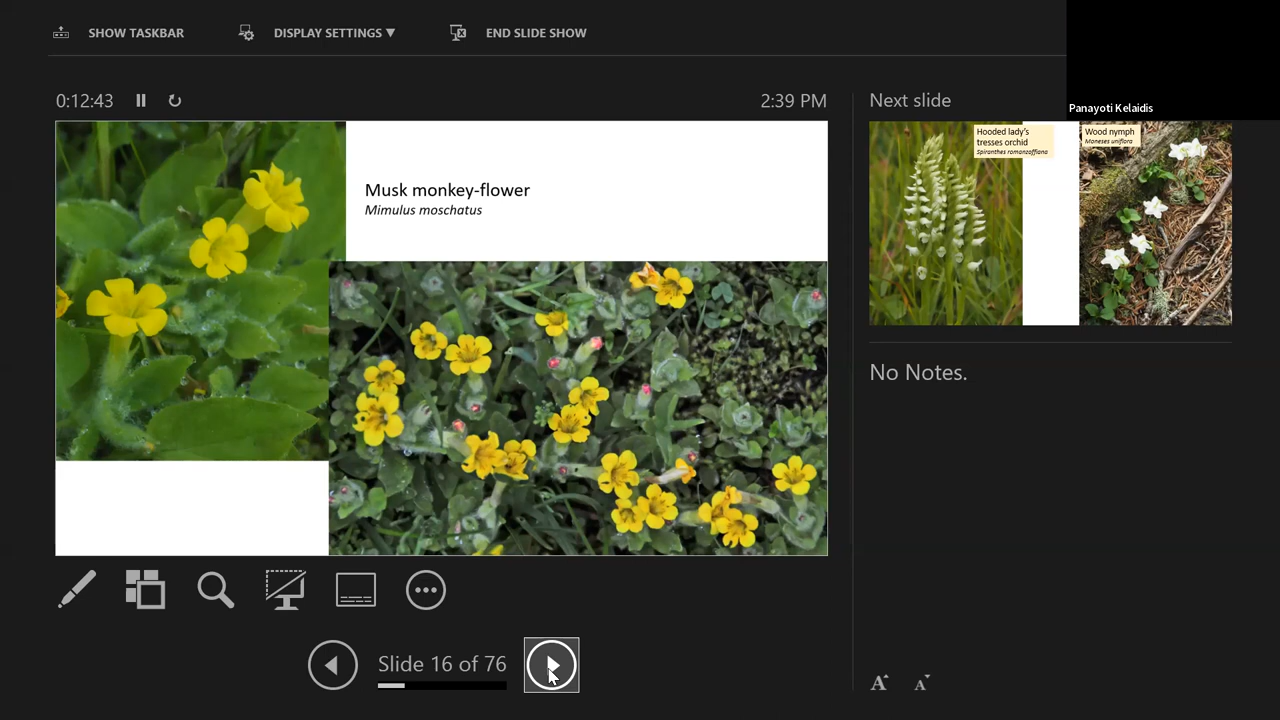 SHOW TASKBAR
DISPLAY SETTINGS ▼
END SLIDE SHOW
Panayoti Kelaidis
0:12:43
2:39 PM
Next slide
Musk monkey-flower
Mimulus moschatus
Hooded lady's
tresses orchid
Spiranthes romanzoffiana
Wood nymph
Moneses uniflora
No Notes.
Slide 16 of 76
A A